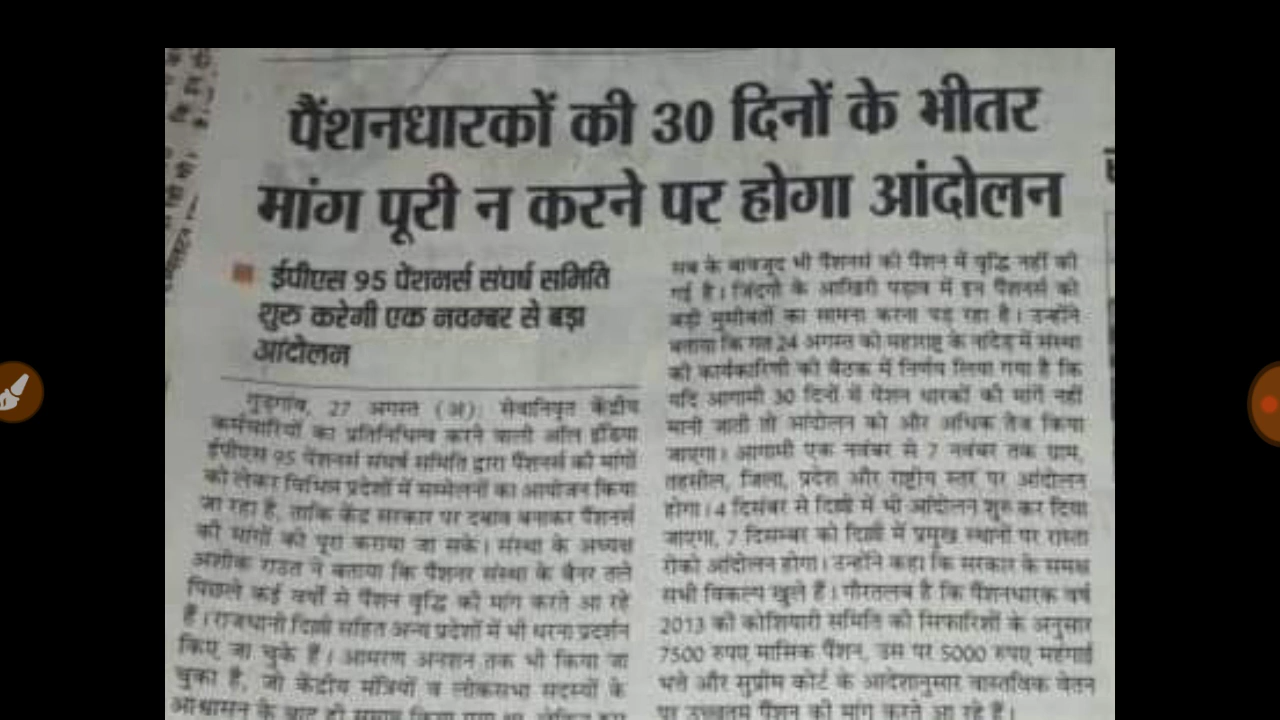 पैंशनधारकों की 30 दिनों के भीतर
मांग पूरी न करने पर होगा आंदोलन
ईपीएस 95 पेंशनर्स संघर्ष समिति
शुरु करेगी एक नवम्बर से बड़ा
आंदोलन
गुड़गांव, 27 अगस्त (अ): सेवानिवृत केंद्रीय
कर्मचारियों का प्रतिनिधित्व करने वाली ऑल इंडिया
ईपीएस 95 पेंशनर्स संघर्ष समिति द्वारा पैंशनर्स की मांगों
को लेकर विभिन्न प्रदेशों में सम्मेलनों का आयोजन किया
जा रहा है, ताकि केंद्र सरकार पर दबाव बनाकर पैंशनर्स
की मांगों को पूरा कराया जा सके। संस्था के अध्यक्ष
अशोक राउत ने बताया कि पैंशनर संस्था के बैनर तले
पिछले कई वर्षों से पैंशन वृद्धि की मांग करते आ रहे
हैं। राजधानी दिल्ली सहित अन्य प्रदेशों में भी धरना प्रदर्शन
किए जा चुके हैं। आमरण अनशन तक भी किया जा
चुका है, जो केंद्रीय मंत्रियों व लोकसभा सदस्यों के
आश्वासन के बाद ही समाप्त किया गया था, लेकिन इस
सब के बावजूद भी पैंशनर्स की पैंशन में वृद्धि नहीं की
गई है। जिंदगी के आखिरी पड़ाव में इन पैंशनर्स को
बड़ी मुसीबतों का सामना करना पड़ रहा है। उन्होंने
बताया कि गत 24 अगस्त को महाराष्ट्र के नांदेड़ में संस्था
की कार्यकारिणी की बैठक में निर्णय लिया गया है कि
यदि आगामी 30 दिनों में पेंशन धारकों की मांगें नहीं
मानी जाती तो आंदोलन को और अधिक तेज किया
जाएगा। आगामी एक नवंबर से 7 नवंबर तक ग्राम,
तहसील, जिला, प्रदेश और राष्ट्रीय स्तर पर आंदोलन
होगा। 4 दिसंबर से दिल्ली में भी आंदोलन शुरु कर दिया
जाएगा, 7 दिसम्बर को दिल्ली में प्रमुख स्थानों पर रास्ता
रोको आंदोलन होगा। उन्होंने कहा कि सरकार के समक्ष
सभी विकल्प खुले हैं। गौरतलब है कि पैंशनधारक वर्ष
2013 की कोशियारी समिति की सिफारिशों के अनुसार
7500 रुपए मासिक पैंशन, उस पर 5000 रुपए महंगाई
भत्ते और सुप्रीम कोर्ट के आदेशानुसार वास्तविक वेतन
पर उच्चतम पैंशन की मांग करते आ रहे हैं।